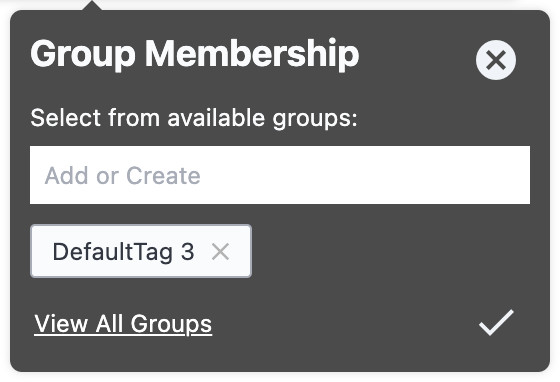 Group Membership
Select from available groups:
Add or Create
DefaultTag 3
View All Groups